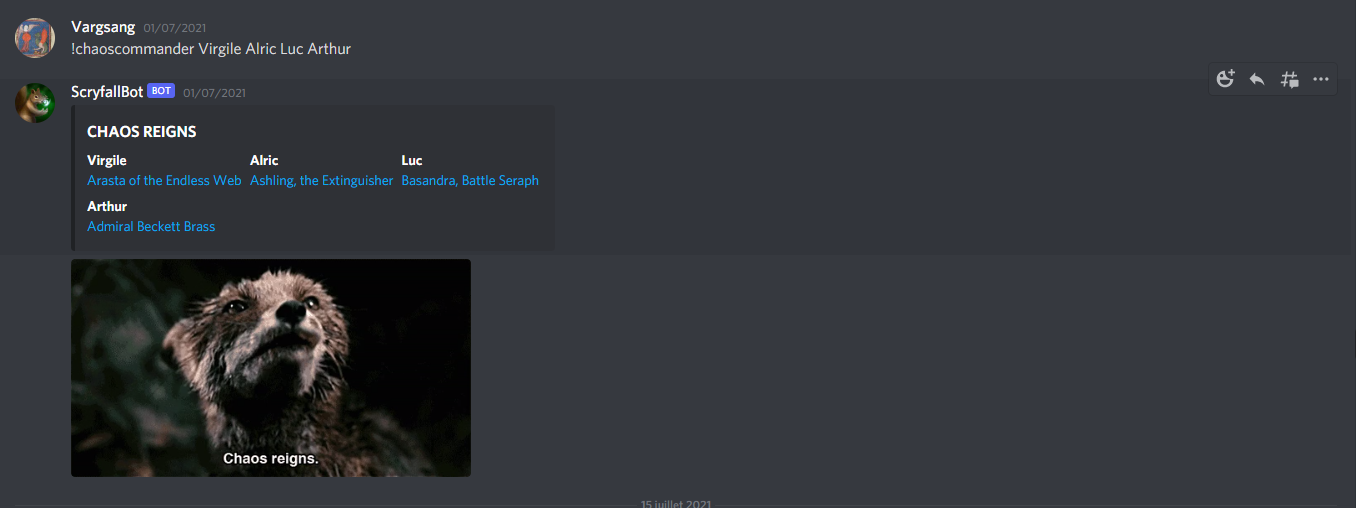 Vargsang 01/07/2021
!chaoscommander Virgile Alric Luc Arthur
ScryfallBot BOT 01/07/2021
CHAOS REIGNS
Virgile Alric Luc
Arasta of the Endless Web Ashling, the Extinguisher Basandra, Battle Seraph
Arthur
Admiral Beckett Brass
Chaos reigns.
15 juillet 2021